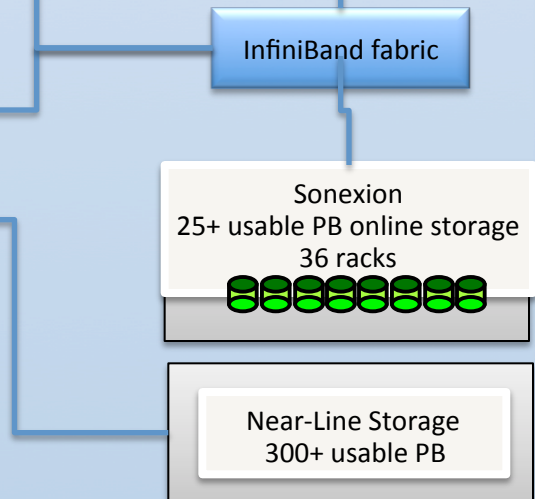 InfiniBand fabric
Sonexion
25+ usable PB online storage
36 racks
Near-Line Storage
300+ usable PB